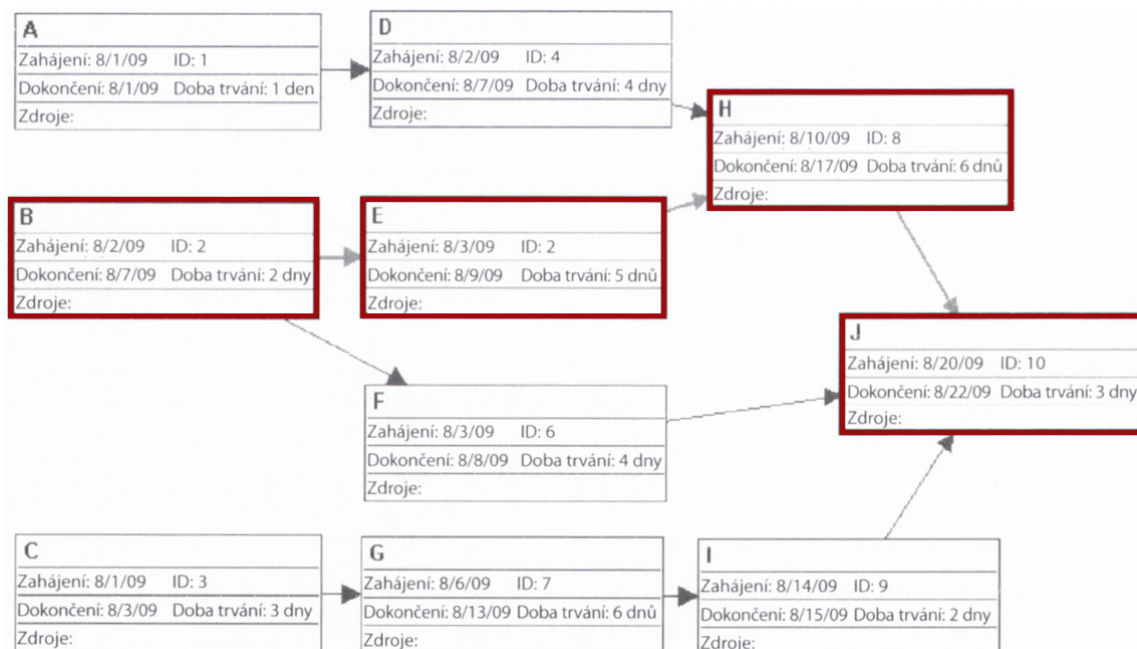 A
Zahájení: 8/1/09 ID: 1
Dokončení: 8/1/09 Doba trvání: 1 den
Zdroje:
D
Zahájení: 8/2/09 ID: 4
Dokončení: 8/7/09 Doba trvání: 4 dny
Zdroje:
H
Zahájení: 8/10/09 ID: 8
Dokončení: 8/17/09 Doba trvání: 6 dnů
Zdroje:
B
Zahájení: 8/2/09 ID: 2
Dokončení: 8/7/09 Doba trvání: 2 dny
Zdroje:
E
Zahájení: 8/3/09 ID: 2
Dokončení: 8/9/09 Doba trvání: 5 dnů
Zdroje:
J
Zahájení: 8/20/09 ID: 10
Dokončení: 8/22/09 Doba trvání: 3 dny
Zdroje:
F
Zahájení: 8/3/09 ID: 6
Dokončení: 8/8/09 Doba trvání: 4 dny
Zdroje:
C
Zahájení: 8/1/09 ID: 3
Dokončení: 8/3/09 Doba trvání: 3 dny
Zdroje:
G
Zahájení: 8/6/09 ID: 7
Dokončení: 8/13/09 Doba trvání: 6 dnů
Zdroje:
I
Zahájení: 8/14/09 ID: 9
Dokončení: 8/15/09 Doba trvání: 2 dny
Zdroje: